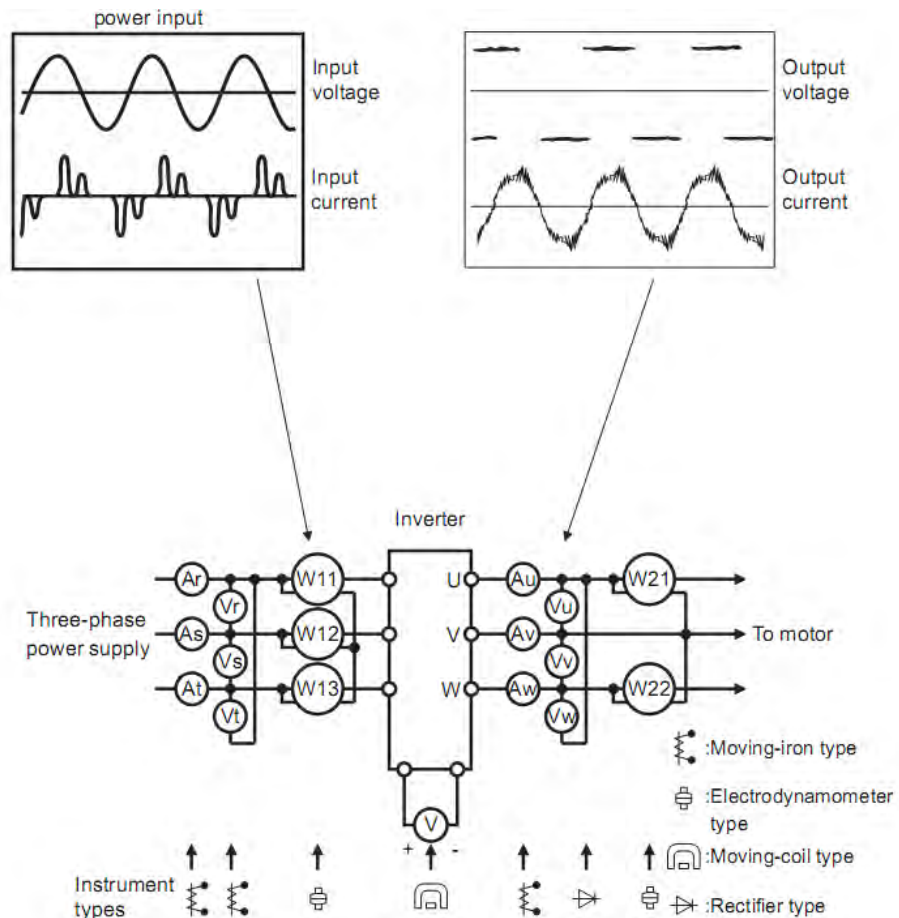 power input
Input
voltage
Input
current
Output
voltage
Output
current
Inverter
Three-phase
power supply
Ar
As
At
Vr
Vs
Vt
W11
W12
W13
U
V
W
Au
Av
Aw
Vu
Vv
Vw
W21
W22
To motor
V
+ -
Instrument
types
:Moving-iron type
:Electrodynamometer
type
:Moving-coil type
:Rectifier type